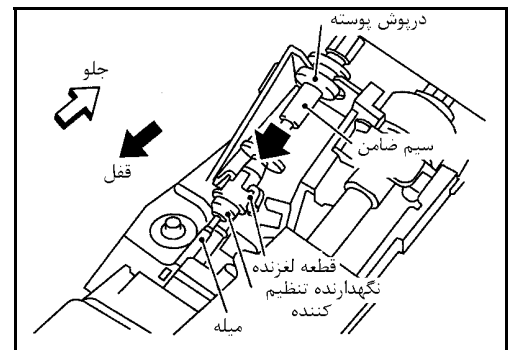 درپوش پوسته
جلو
سیم ضامن
قفل
قطعه لغزنده
نگهدارنده تنظیم
کننده
میله